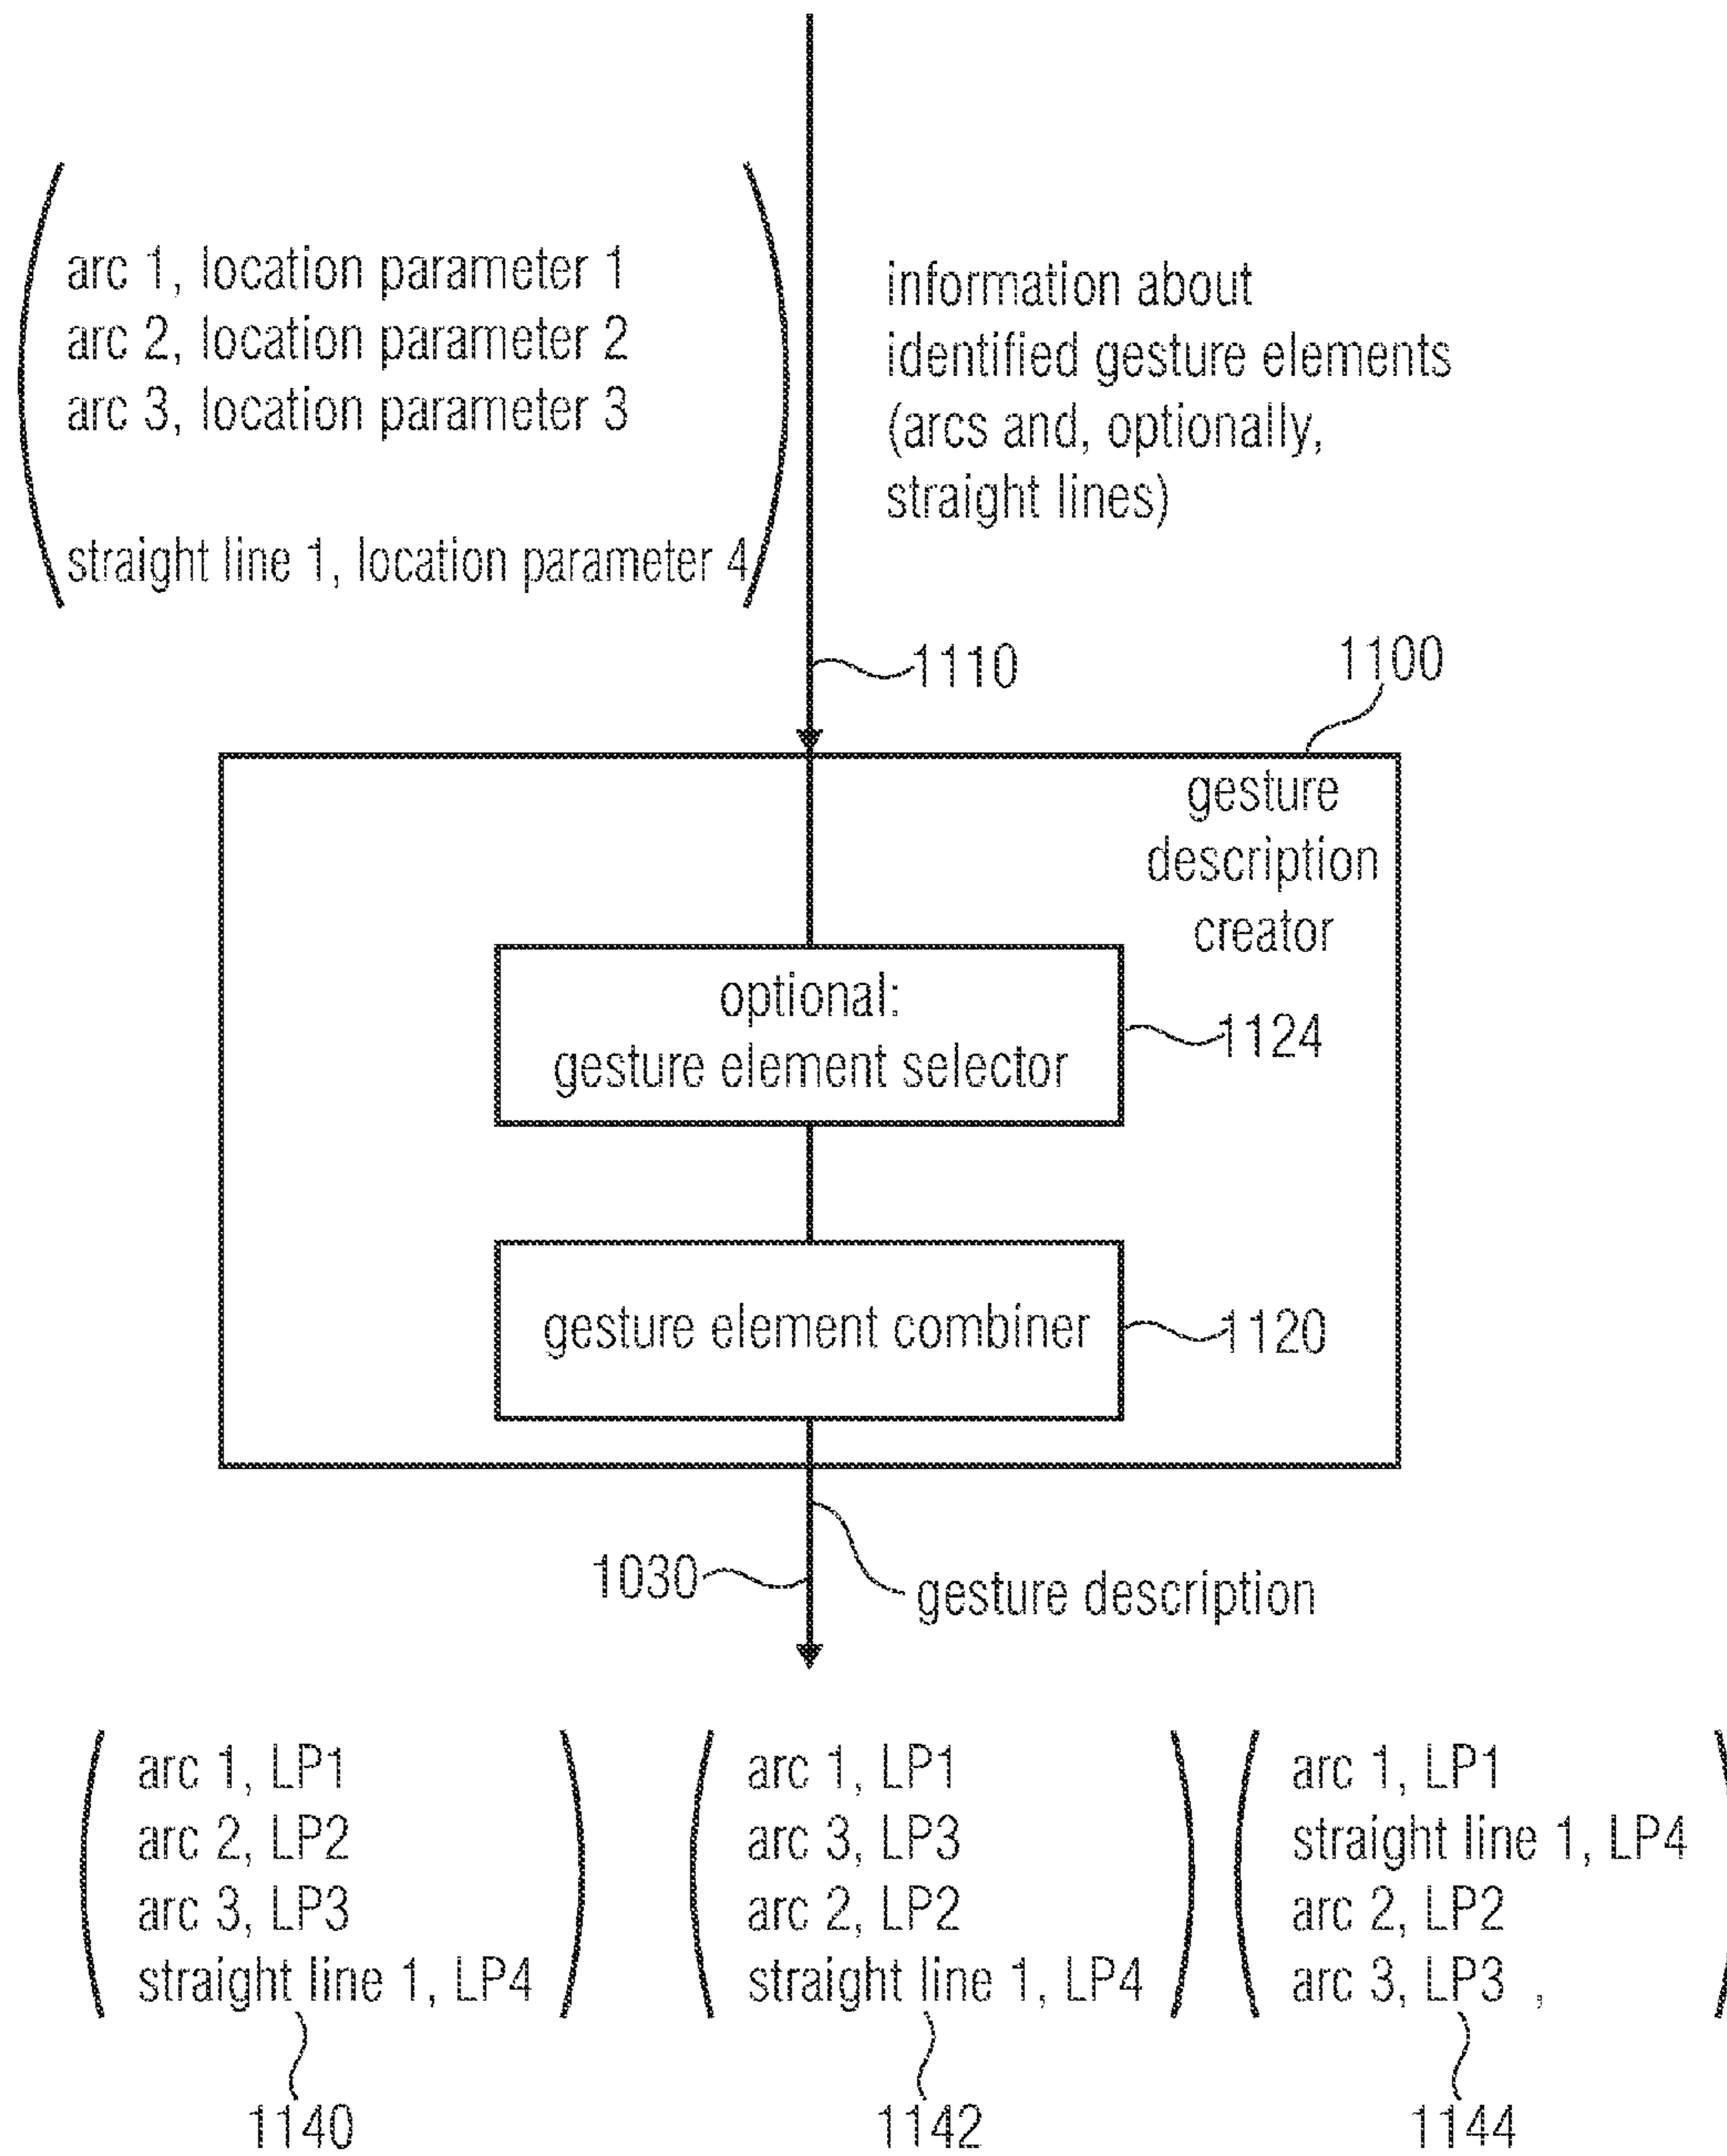 arc 1, location parameter 1
arc 2, location parameter 2
arc 3, location parameter 3
straight line 1, location parameter 4
information about
identified gesture elements
(arcs and, optionally,
straight lines)
1110
1100
gesture
description
creator
optional:
gesture element selector
1124
gesture element combiner
1120
1030
gesture description
arc 1, LP1
arc 2, LP2
arc 3, LP3
straight line 1, LP4
1140
arc 1, LP1
arc 3, LP3
arc 2, LP2
straight line 1, LP4
1142
arc 1, LP1
straight line 1, LP4
arc 2, LP2
arc 3, LP3 ,
1144